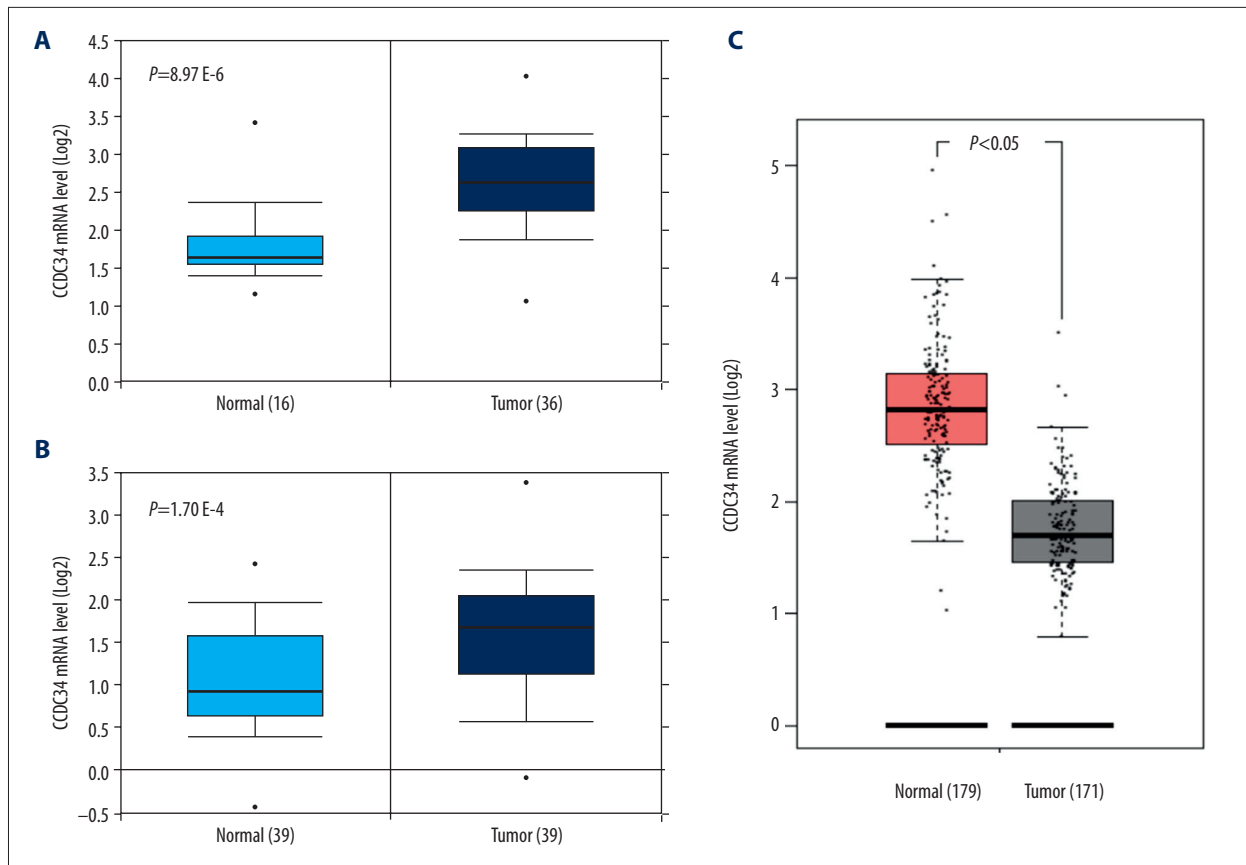 A
4.5
4.0
3.5
3.0
2.5
2.0
1.5
1.0
0.5
0.0
CCDC34 mRNA level (Log2)
P=8.97 E-6
Normal (16)
Tumor (36)
B
3.5
3.0
2.5
2.0
1.5
1.0
0.5
0.0
−0.5
CCDC34 mRNA level (Log2)
P=1.70 E-4
Normal (39)
Tumor (39)
C
P<0.05
5
4
3
2
1
0
CCDC34 mRNA level (Log2)
Normal (179)
Tumor (171)